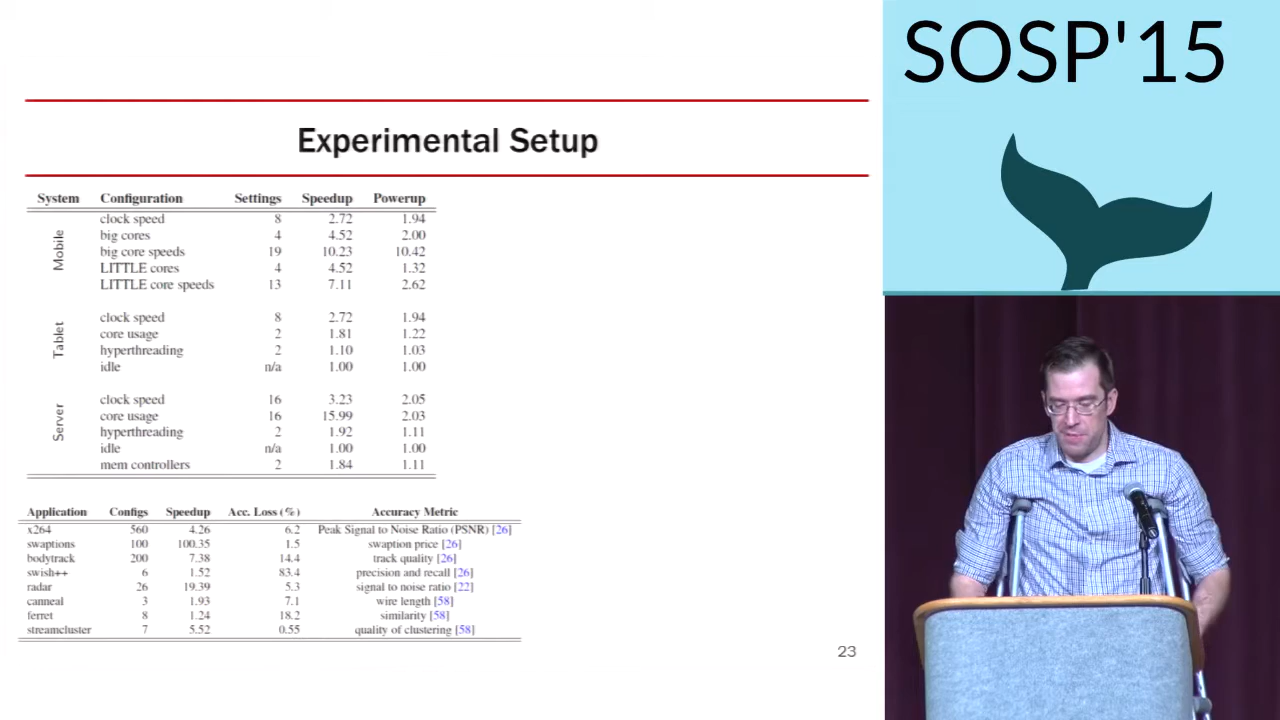 SOSP'15
Experimental Setup
System Configuration Settings Speedup Powerup
Mobile
clock speed 8 2.72 1.94
big cores 4 4.52 2.00
big core speeds 19 10.23 10.42
LITTLE cores 4 4.52 1.32
LITTLE core speeds 13 7.11 2.62
Tablet
clock speed 8 2.72 1.94
core usage 2 1.81 1.22
hyperthreading 2 1.10 1.03
idle n/a 1.00 1.00
Server
clock speed 16 3.23 2.05
core usage 16 15.99 2.03
hyperthreading 2 1.92 1.11
idle n/a 1.00 1.00
mem controllers 2 1.84 1.11
Application Configs Speedup Acc. Loss (%) Accuracy Metric
x264 560 4.26 6.2 Peak Signal to Noise Ratio (PSNR) [26]
swaptions 100 100.35 1.5 swaption price [26]
bodytrack 200 7.38 14.4 track quality [26]
swish++ 6 1.52 83.4 precision and recall [26]
radar 26 19.39 5.3 signal to noise ratio [22]
canneal 3 1.93 7.1 wire length [58]
ferret 8 1.24 18.2 similarity [58]
streamcluster 7 5.52 0.55 quality of clustering [58]
23